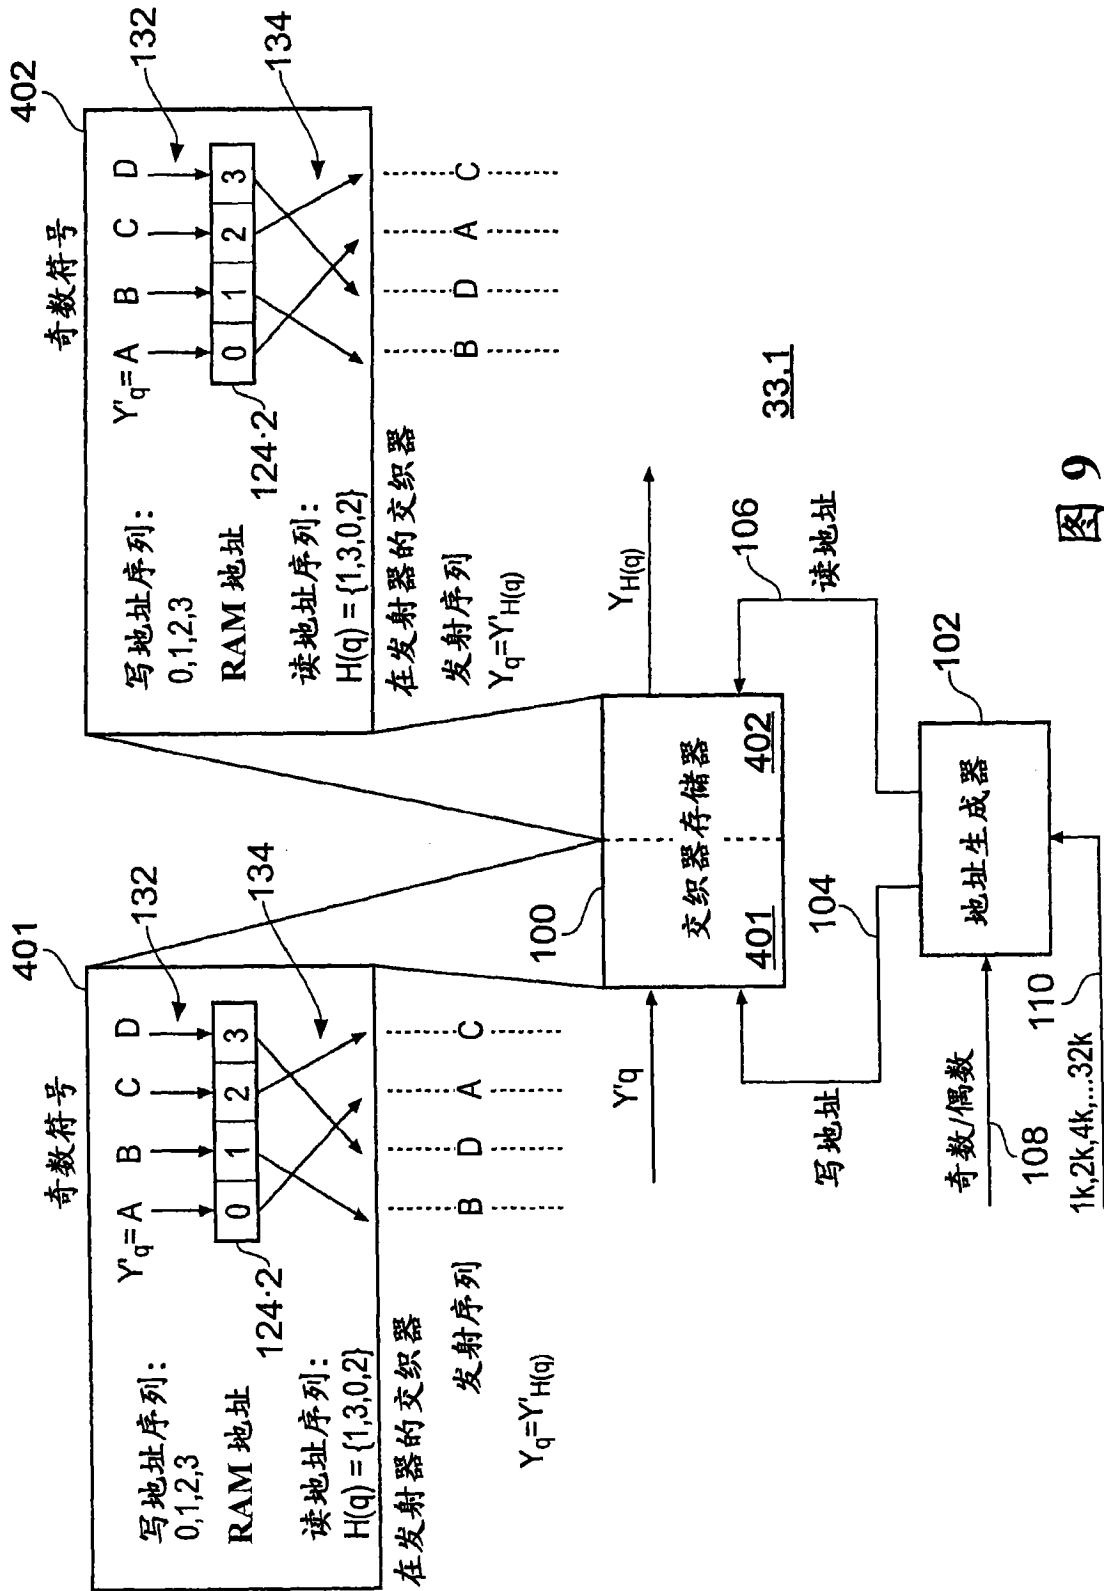 401
奇数符号
Y'q=A B C D
132
写地址序列:
0,1,2,3
RAM 地址
0 1 2 3
124·2
134
读地址序列:
H(q) = {1,3,0,2}
在发射器的交织器
发射序列
B D A C
Yq=Y'H(q)
402
奇数符号
Y'q=A B C D
132
写地址序列:
0,1,2,3
RAM 地址
0 1 2 3
124·2
134
读地址序列:
H(q) = {1,3,0,2}
在发射器的交织器
发射序列
B D A C
Yq=Y'H(q)
100
Y'q
交织器存储器
401 402
YH(q)
33,1
写地址
104
106
读地址
地址生成器
102
奇数/偶数
108
110
1k,2k,4k,...32k
图 9